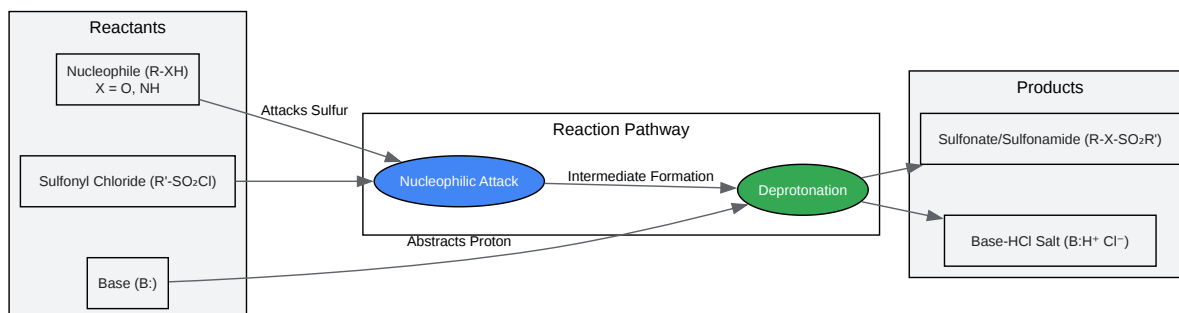 Reactants
Nucleophile (R-XH)
X = O, NH
Attacks Sulfur
Sulfonyl Chloride (R'-SO₂Cl)
Base (B:)
Reaction Pathway
Nucleophilic Attack
Intermediate Formation
Deprotonation
Abstracts Proton
Products
Sulfonate/Sulfonamide (R-X-SO₂R')
Base-HCl Salt (B:H⁺ Cl⁻)